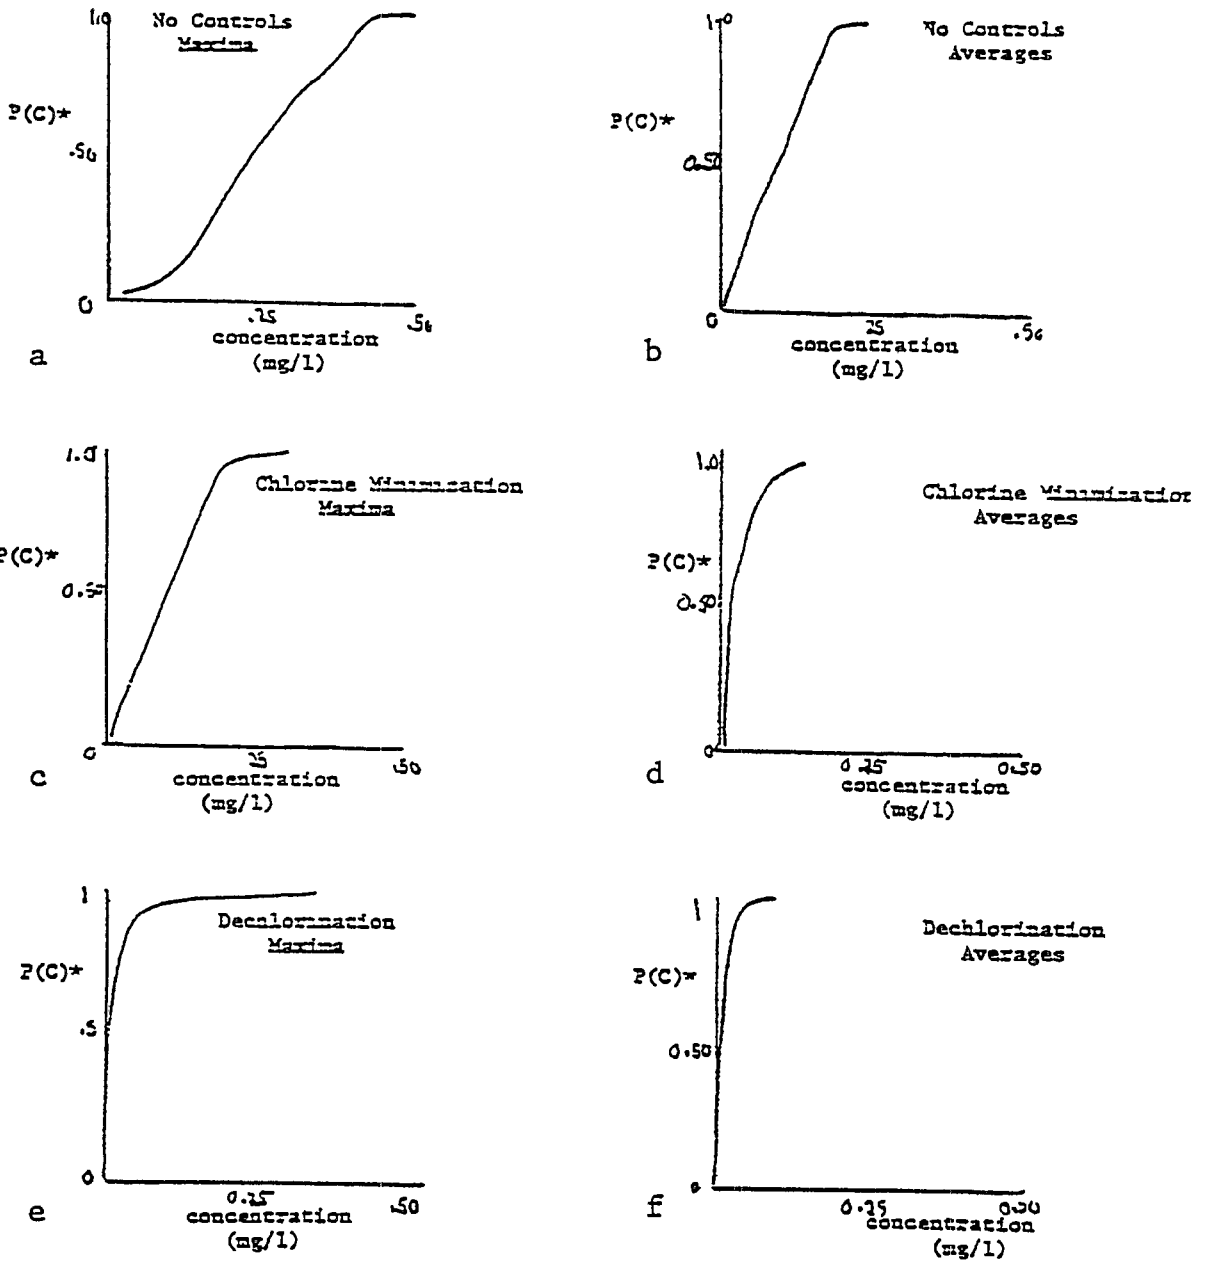 1.0
No Controls
Maxima
P(C)*
.50
0
.25
.50
concentration
(mg/l)
a
1.0
No Controls
Averages
P(C)*
0.50
0
25
.50
concentration
(mg/l)
b
1.0
Chlorine Minimization
Maxima
P(C)*
0.5
0
25
.50
concentration
(mg/l)
c
1.0
Chlorine Minimization
Averages
P(C)*
0.50
0
0.25
0.50
concentration
(mg/l)
d
1
Dechlorination
Maxima
P(C)*
.5
0
0.25
.50
concentration
(mg/l)
e
1
Dechlorination
Averages
P(C)*
0.50
0
0.25
0.50
concentration
(mg/l)
f